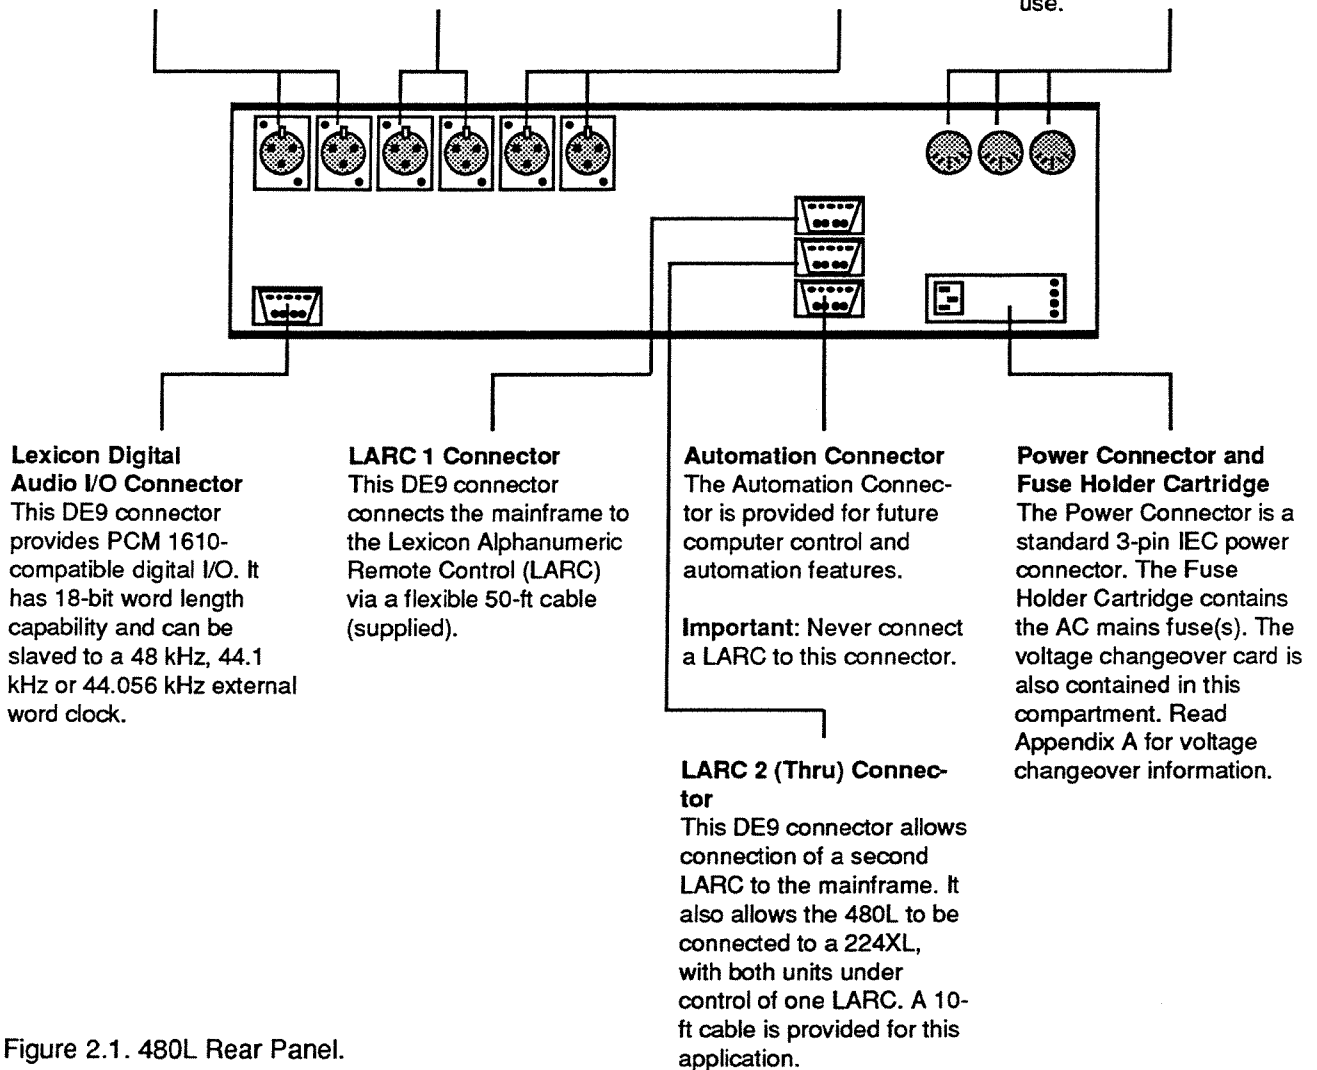 use.
Lexicon Digital
Audio I/O Connector
This DE9 connector
provides PCM 1610-
compatible digital I/O. It
has 18-bit word length
capability and can be
slaved to a 48 kHz, 44.1
kHz or 44.056 kHz external
word clock.
LARC 1 Connector
This DE9 connector
connects the mainframe to
the Lexicon Alphanumeric
Remote Control (LARC)
via a flexible 50-ft cable
(supplied).
Automation Connector
The Automation Connec-
tor is provided for future
computer control and
automation features.
Important: Never connect
a LARC to this connector.
LARC 2 (Thru) Connec-
tor
This DE9 connector allows
connection of a second
LARC to the mainframe. It
also allows the 480L to be
connected to a 224XL,
with both units under
control of one LARC. A 10-
ft cable is provided for this
application.
Power Connector and
Fuse Holder Cartridge
The Power Connector is a
standard 3-pin IEC power
connector. The Fuse
Holder Cartridge contains
the AC mains fuse(s). The
voltage changeover card is
also contained in this
compartment. Read
Appendix A for voltage
changeover information.
Figure 2.1. 480L Rear Panel.